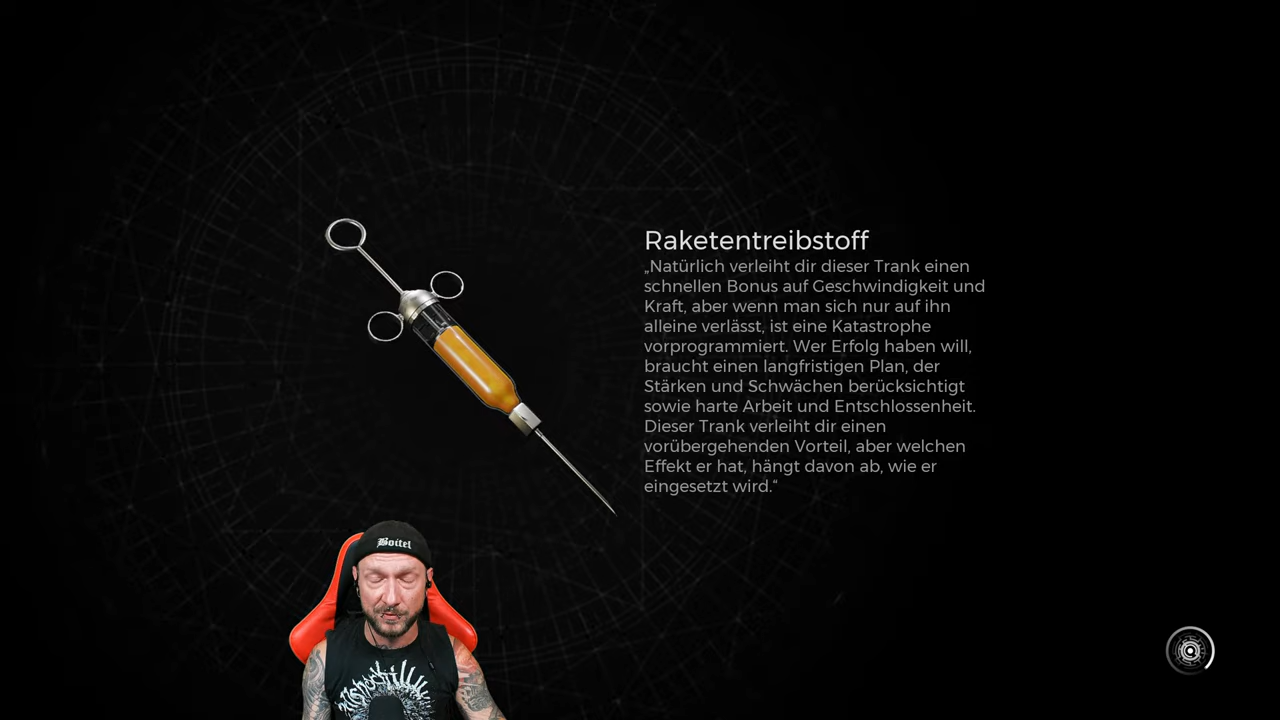 Raketentreibstoff
„Natürlich verleiht dir dieser Trank einen
schnellen Bonus auf Geschwindigkeit und
Kraft, aber wenn man sich nur auf ihn
alleine verlässt, ist eine Katastrophe
vorprogrammiert. Wer Erfolg haben will,
braucht einen langfristigen Plan, der
Stärken und Schwächen berücksichtigt
sowie harte Arbeit und Entschlossenheit.
Dieser Trank verleiht dir einen
vorübergehenden Vorteil, aber welchen
Effekt er hat, hängt davon ab, wie er
eingesetzt wird.“
Boitel